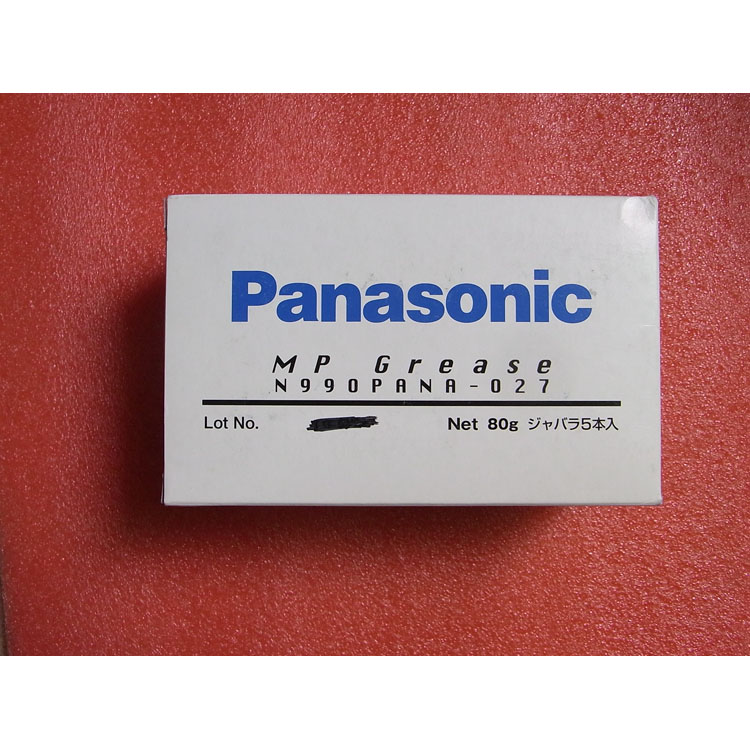 Panasonic
MP Grease
N990PANA-027
Lot No. Net 80g ジャバラ5本入